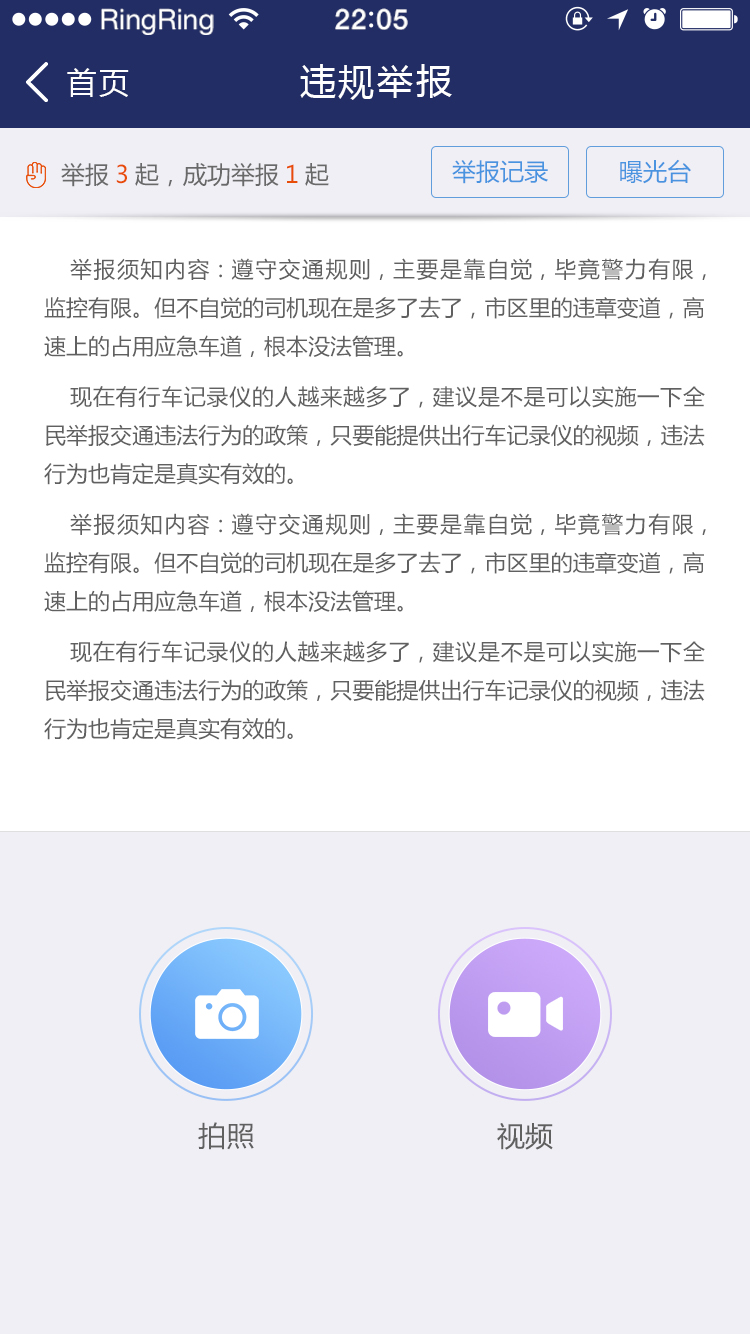 RingRing 22:05
首页 违规举报
举报 3 起，成功举报 1 起 举报记录 曝光台
举报须知内容：遵守交通规则，主要是靠自觉，毕竟警力有限，
监控有限。但不自觉的司机现在是多了去了，市区里的违章变道，高
速上的占用应急车道，根本没法管理。
现在有行车记录仪的人越来越多了，建议是不是可以实施一下全
民举报交通违法行为的政策，只要能提供出行车记录仪的视频，违法
行为也肯定是真实有效的。
举报须知内容：遵守交通规则，主要是靠自觉，毕竟警力有限，
监控有限。但不自觉的司机现在是多了去了，市区里的违章变道，高
速上的占用应急车道，根本没法管理。
现在有行车记录仪的人越来越多了，建议是不是可以实施一下全
民举报交通违法行为的政策，只要能提供出行车记录仪的视频，违法
行为也肯定是真实有效的。
拍照 视频